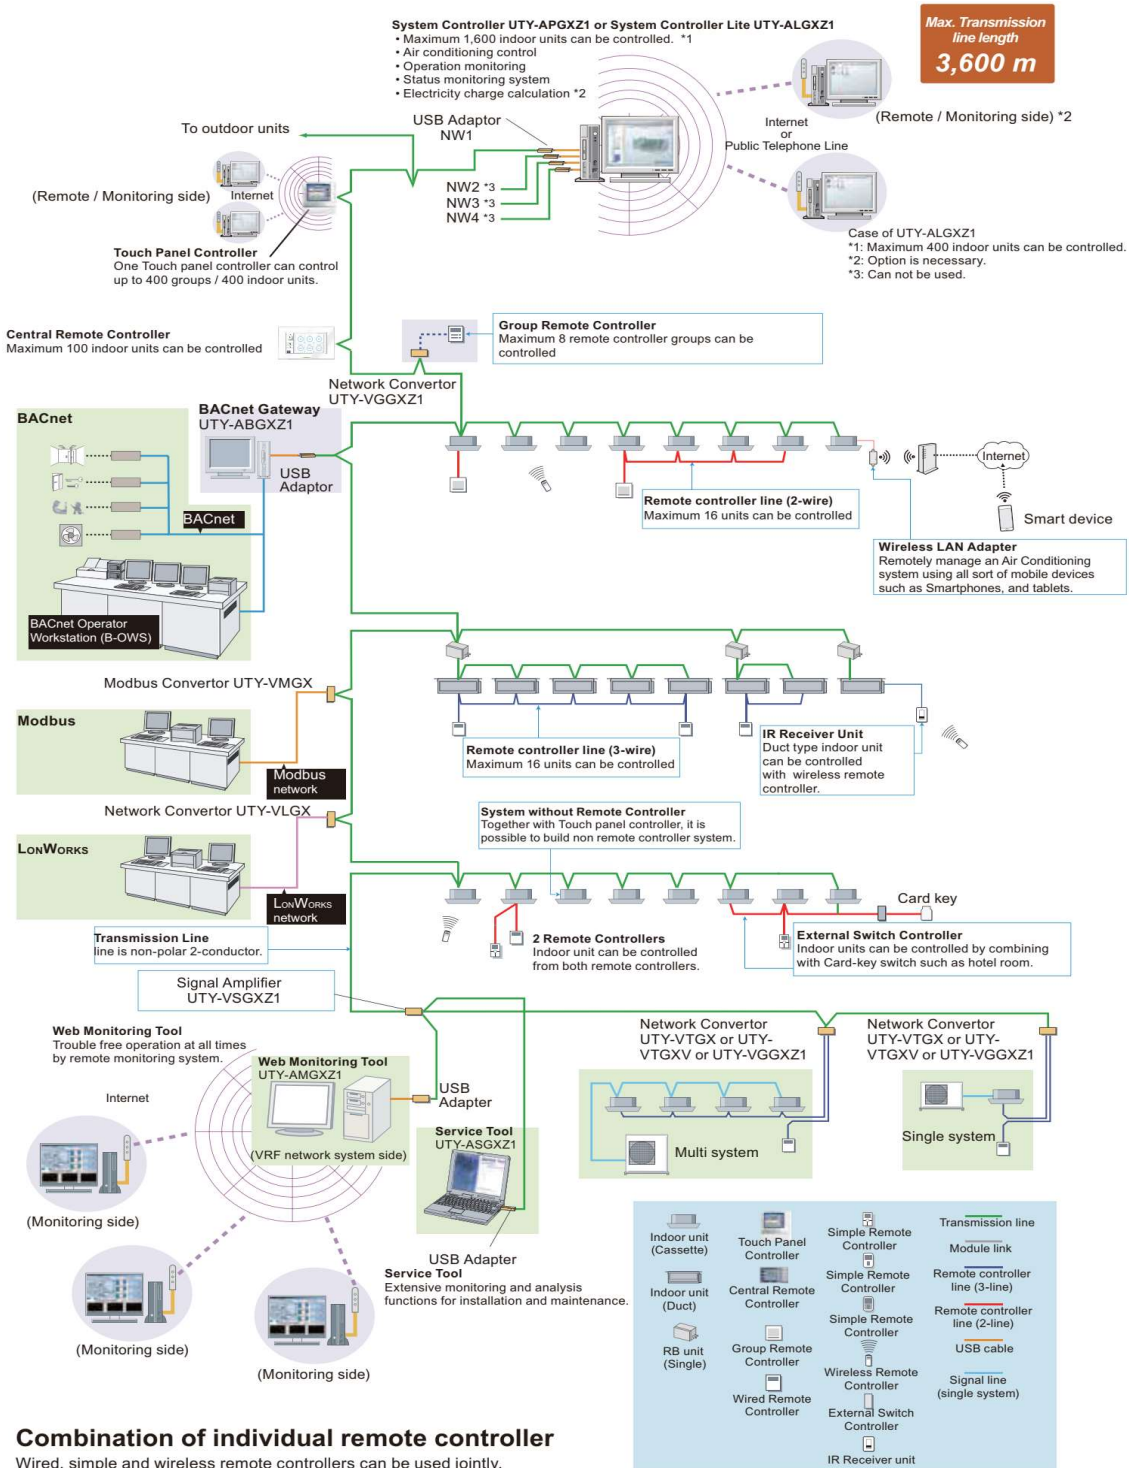 System Controller UTY-APGXZ1 or System Controller Lite UTY-ALGXZ1
• Maximum 1,600 indoor units can be controlled. *1
• Air conditioning control
• Operation monitoring
• Status monitoring system
• Electricity charge calculation *2
Max. Transmission
line length
3,600 m
USB Adaptor
NW1
To outdoor units
NW2 *3
NW3 *3
NW4 *3
Internet
or
Public Telephone Line
(Remote / Monitoring side) *2
(Remote / Monitoring side)
Internet
Touch Panel Controller
One Touch panel controller can control
up to 400 groups / 400 indoor units.
Case of UTY-ALGXZ1
*1: Maximum 400 indoor units can be controlled.
*2: Option is necessary.
*3: Can not be used.
Central Remote Controller
Maximum 100 indoor units can be controlled
Group Remote Controller
Maximum 8 remote controller groups can be
controlled
Network Convertor
UTY-VGGXZ1
BACnet
BACnet Gateway
UTY-ABGXZ1
USB
Adaptor
BACnet
BACnet Operator
Workstation (B-OWS)
Remote controller line (2-wire)
Maximum 16 units can be controlled
Internet
Smart device
Wireless LAN Adapter
Remotely manage an Air Conditioning
system using all sort of mobile devices
such as Smartphones, and tablets.
Modbus Convertor UTY-VMGX
Modbus
Modbus
network
Remote controller line (3-wire)
Maximum 16 units can be controlled
IR Receiver Unit
Duct type indoor unit
can be controlled
with wireless remote
controller.
Network Convertor UTY-VLGX
LONWORKS
LONWORKS
network
System without Remote Controller
Together with Touch panel controller, it is
possible to build non remote controller system.
Card key
Transmission Line
line is non-polar 2-conductor.
2 Remote Controllers
Indoor unit can be controlled
from both remote controllers.
External Switch Controller
Indoor units can be controlled by combining
with Card-key switch such as hotel room.
Signal Amplifier
UTY-VSGXZ1
Web Monitoring Tool
Trouble free operation at all times
by remote monitoring system.
Internet
Web Monitoring Tool
UTY-AMGXZ1
(VRF network system side)
USB
Adapter
Service Tool
UTY-ASGXZ1
USB Adapter
Service Tool
Extensive monitoring and analysis
functions for installation and maintenance.
Network Convertor
UTY-VTGX or UTY-
VTGXV or UTY-VGGXZ1
Multi system
Network Convertor
UTY-VTGX or UTY-
VTGXV or UTY-VGGXZ1
Single system
(Monitoring side)
(Monitoring side)
(Monitoring side)
Indoor unit
(Cassette)
Indoor unit
(Duct)
RB unit
(Single)
Touch Panel
Controller
Central Remote
Controller
Group Remote
Controller
Wired Remote
Controller
Simple Remote
Controller
Simple Remote
Controller
Simple Remote
Controller
Wireless Remote
Controller
External Switch
Controller
IR Receiver unit
Transmission line
Module link
Remote controller
line (3-line)
Remote controller
line (2-line)
USB cable
Signal line
(single system)
Combination of individual remote controller
Wired, simple and wireless remote controllers can be used jointly.